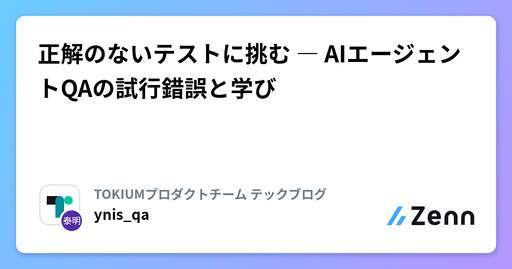 正解のないテストに挑む — AIエージェン
トQAの試行錯誤と学び
TOKIUMプロダクトチーム テックブログ
泰明
ynis_qa
Zenn